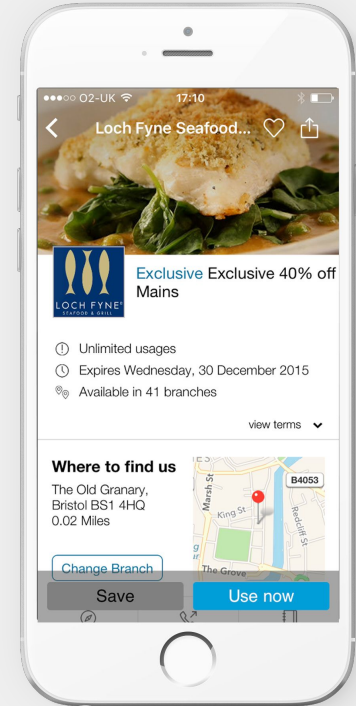 O2-UK 17:10
Loch Fyne Seafood...
Exclusive Exclusive 40% off
Mains
LOCH FYNE®
SEAFOOD & GRILL
Unlimited usages
Expires Wednesday, 30 December 2015
Available in 41 branches
view terms
Where to find us
The Old Granary,
Bristol BS1 4HQ
0.02 Miles
Change Branch
B4053
Marsh St
King St
Redcliff St
The Grove
Save
Use now